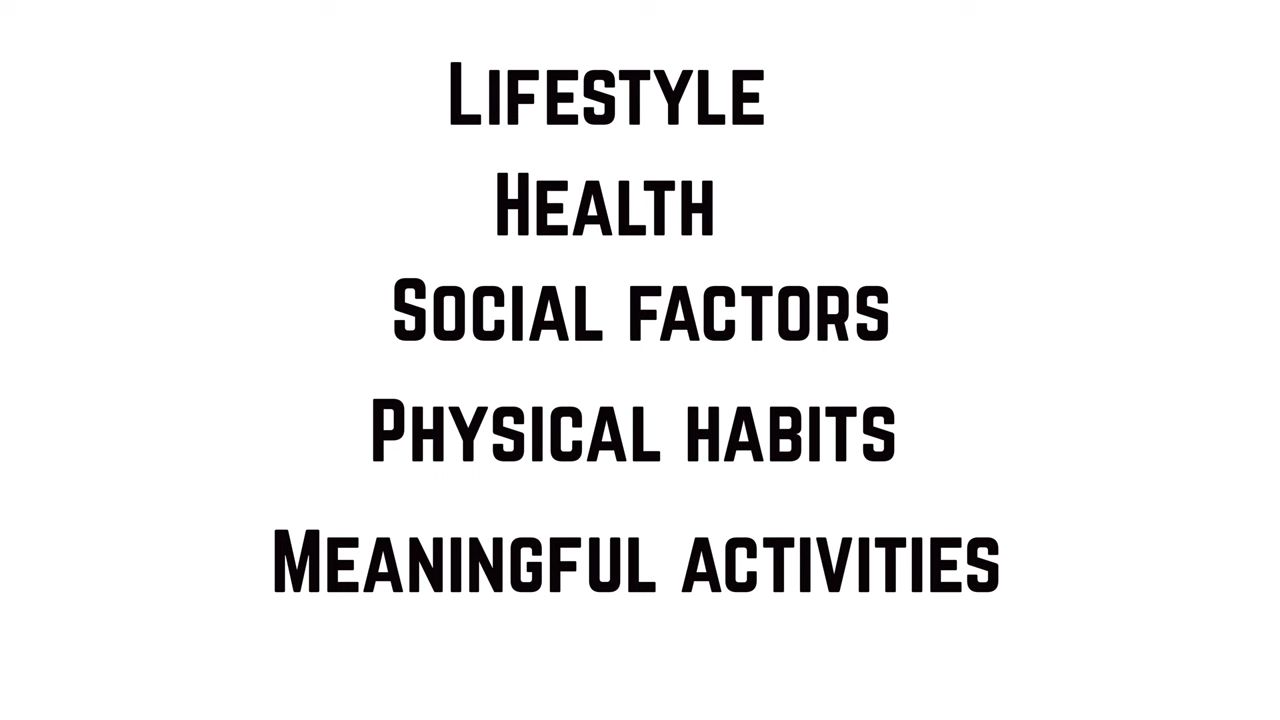 Lifestyle
Health
Social factors
Physical habits
Meaningful activities